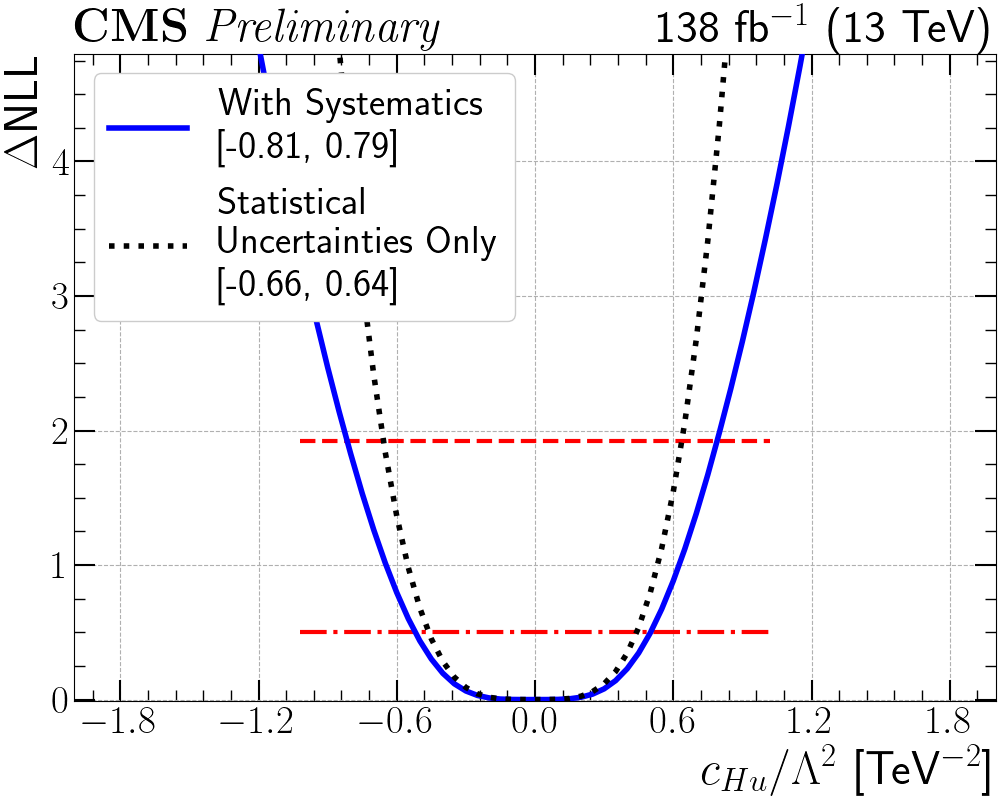 CMS Preliminary 138 fb⁻¹ (13 TeV)
ΔNLL
With Systematics
[-0.81, 0.79]
Statistical
Uncertainties Only
[-0.66, 0.64]
4
3
2
1
0
−1.8 −1.2 −0.6 0.0 0.6 1.2 1.8
c_{Hu}/Λ² [TeV⁻²]